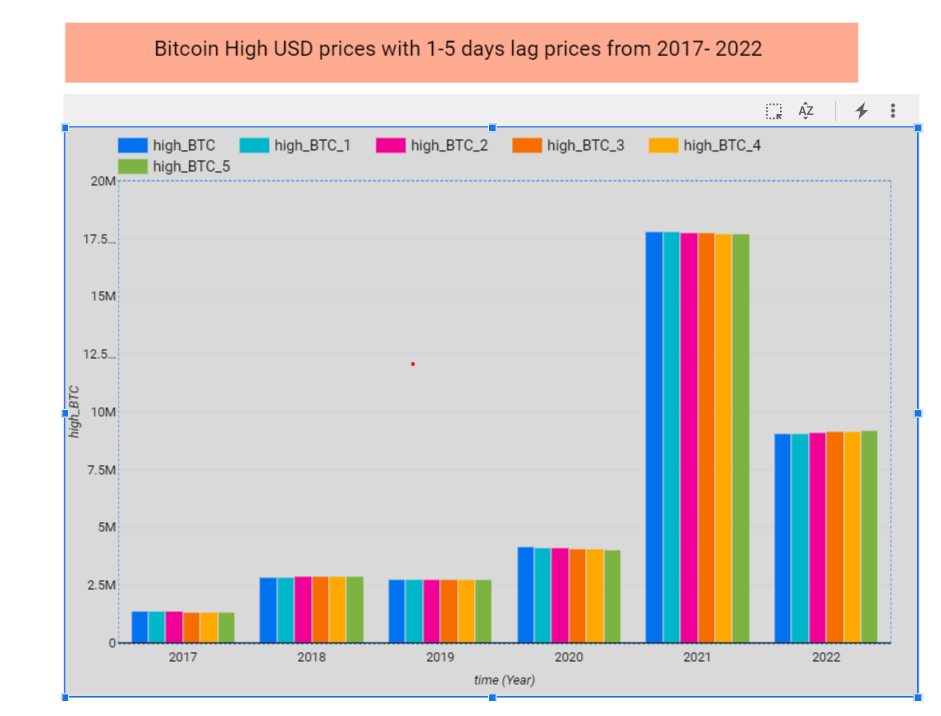 Bitcoin High USD prices with 1-5 days lag prices from 2017- 2022
AZ
high_BTC high_BTC_1 high_BTC_2 high_BTC_3 high_BTC_4
high_BTC_5
20M
17.5...
15M
12.5...
10M
7.5M
5M
2.5M
0
high_BTC
2017 2018 2019 2020 2021 2022
time (Year)